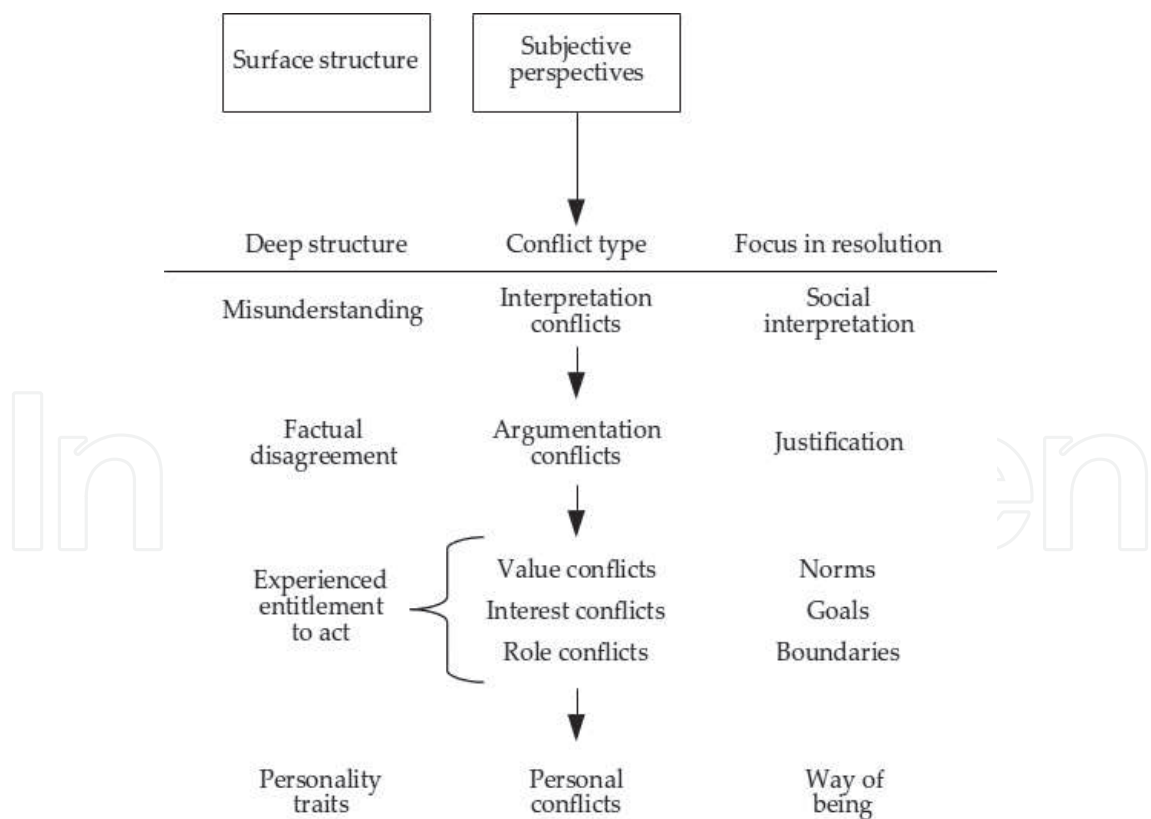 Surface structure
Subjective
perspectives
Deep structure
Conflict type
Focus in resolution
Misunderstanding
Interpretation
conflicts
Social
interpretation
Factual
disagreement
Argumentation
conflicts
Justification
Experienced
entitlement
to act
Value conflicts
Norms
Interest conflicts
Goals
Role conflicts
Boundaries
Personality
traits
Personal
conflicts
Way of
being
In
en